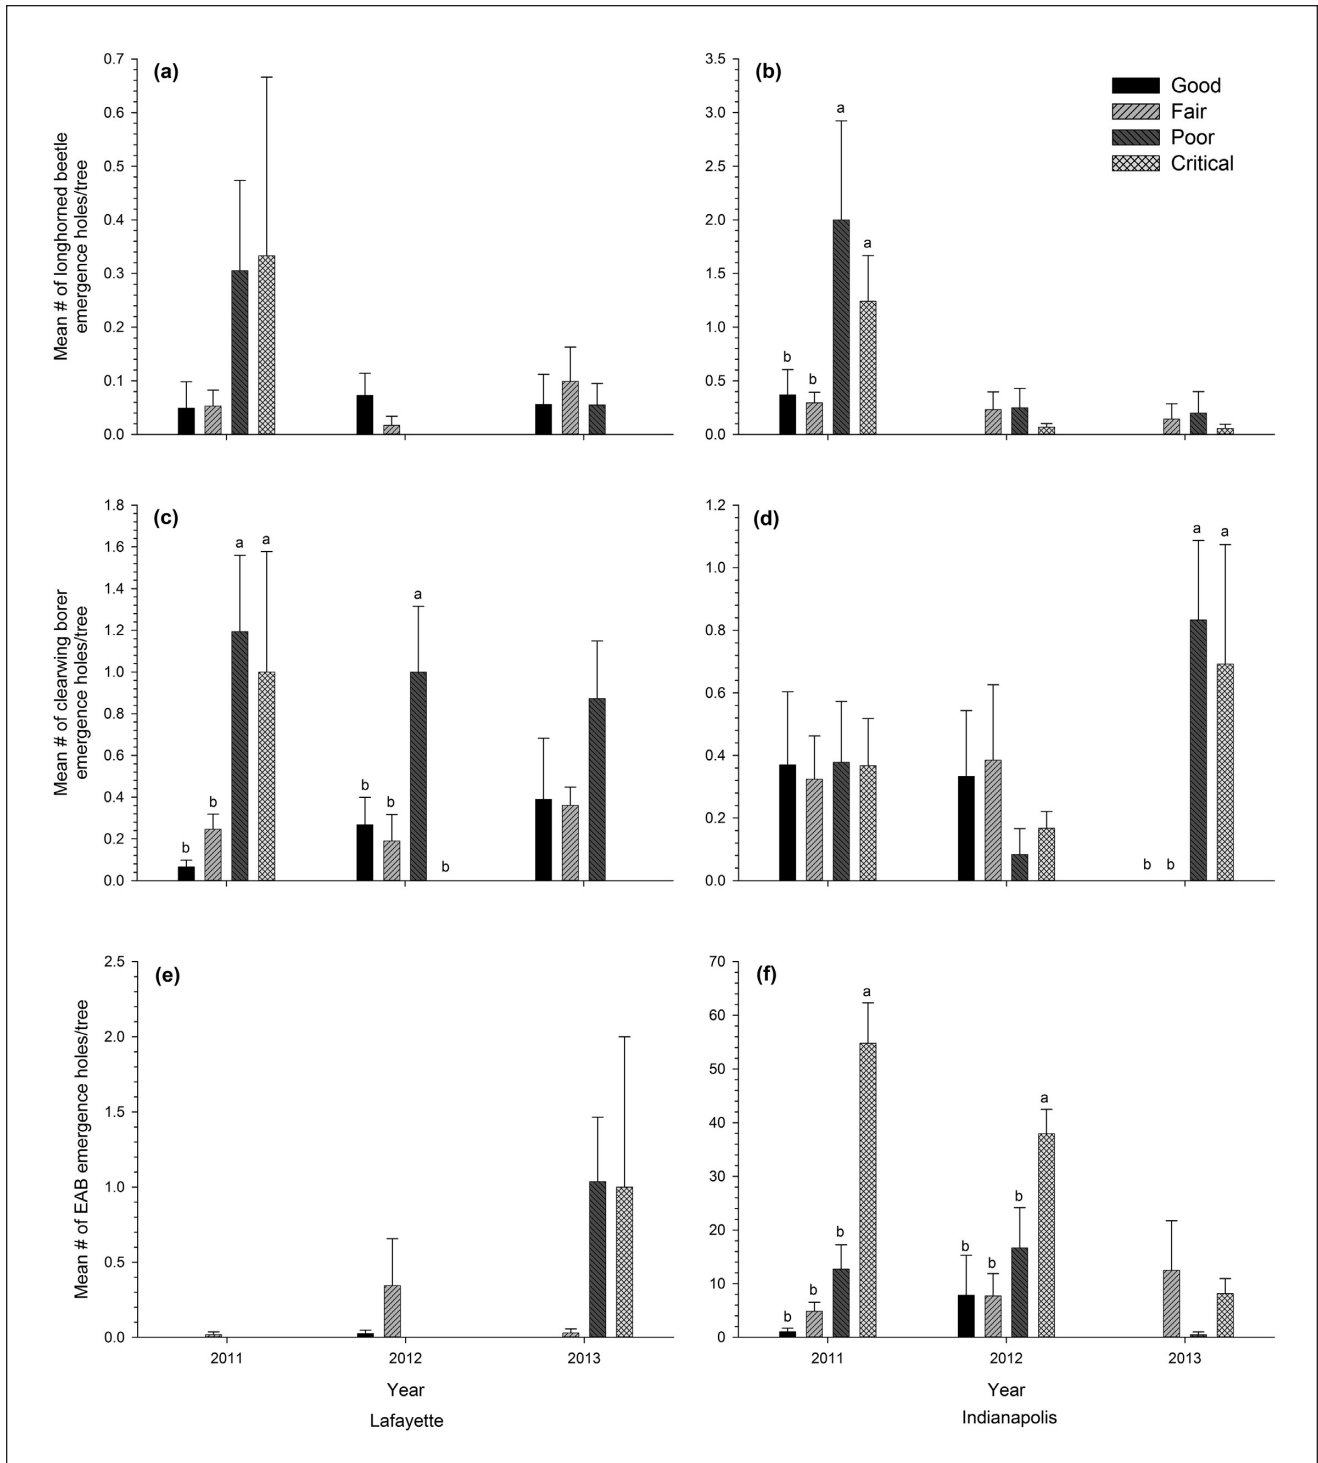 (a)
0.7
0.6
0.5
0.4
0.3
0.2
0.1
0.0
Mean # of longhorned beetle
emergence holes/tree
(b)
3.5
3.0
2.5
2.0
1.5
1.0
0.5
0.0
b
b
a
a
Good
Fair
Poor
Critical
(c)
1.8
1.6
1.4
1.2
1.0
0.8
0.6
0.4
0.2
0.0
Mean # of clearwing borer
emergence holes/tree
b
b
a
a
b
b
a
b
(d)
1.2
1.0
0.8
0.6
0.4
0.2
0.0
b
b
a
a
(e)
2.5
2.0
1.5
1.0
0.5
0.0
Mean # of EAB emergence holes/tree
2011
2012
2013
Year
Lafayette
(f)
70
60
50
40
30
20
10
0
b
b
b
a
b
b
b
a
2011
2012
2013
Year
Indianapolis